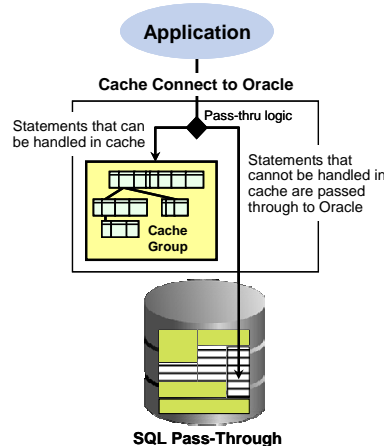 Application
Cache Connect to Oracle
Pass-thru logic
Statements that can
be handled in cache
Statements that
cannot be handled in
cache are passed
through to Oracle
Cache
Group
SQL Pass-Through